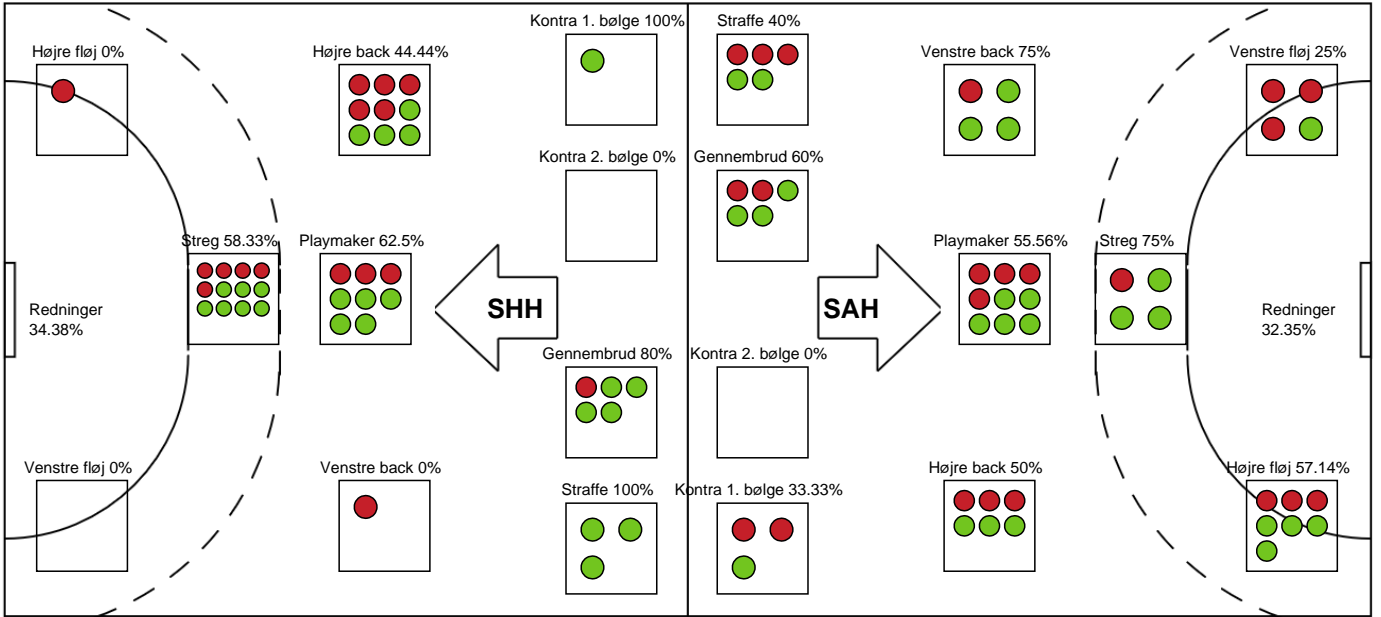 Kontra 1. bølge 100%
Straffe 40%
Højre fløj 0%
Højre back 44.44%
Venstre back 75%
Venstre fløj 25%
Kontra 2. bølge 0%
Gennembrud 60%
Streg 58.33%
Playmaker 62.5%
Playmaker 55.56%
Streg 75%
Redninger
34.38%
SHH
SAH
Redninger
32.35%
Gennembrud 80%
Kontra 2. bølge 0%
Venstre fløj 0%
Venstre back 0%
Højre back 50%
Højre fløj 57.14%
Straffe 100%
Kontra 1. bølge 33.33%